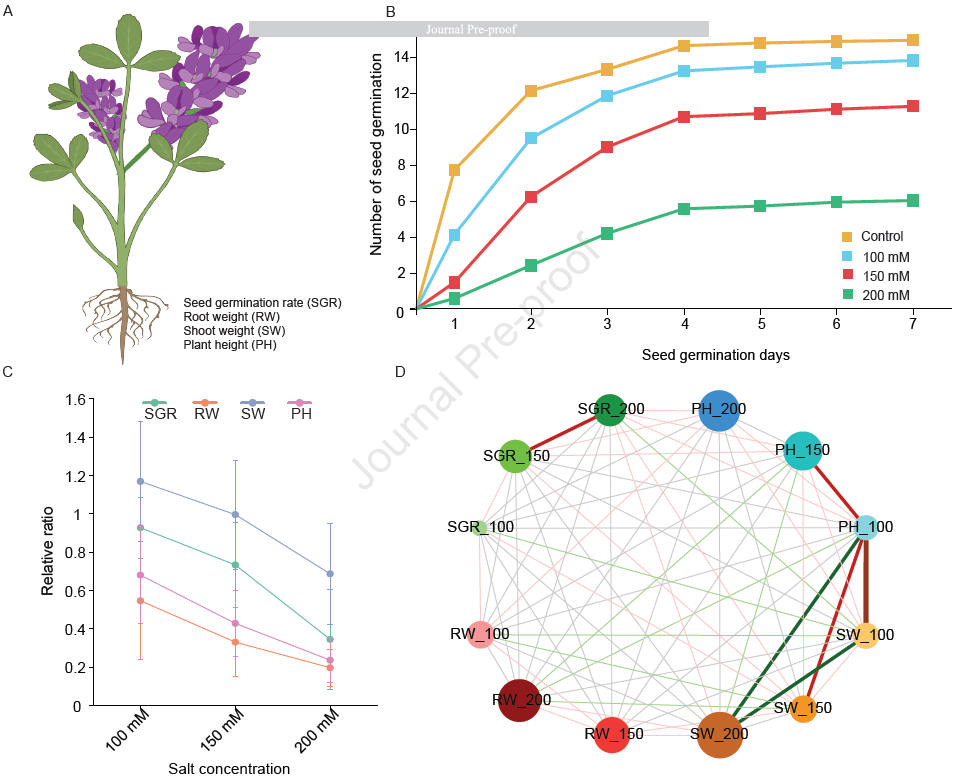 A
B
Journal Pre-proof
Seed germination rate (SGR)
Root weight (RW)
Shoot weight (SW)
Plant height (PH)
Number of seed germination
14
12
10
8
6
4
2
0
1 2 3 4 5 6 7
Seed germination days
Control
100 mM
150 mM
200 mM
Journal Pre-proof
C
Relative ratio
1.6
1.4
1.2
1
0.8
0.6
0.4
0.2
0
SGR RW SW PH
100 mM 150 mM 200 mM
Salt concentration
D
SGR_200 PH_200
SGR_150 PH_150
SGR_100 PH_100
RW_100 SW_100
RW_200 SW_150
RW_150 SW_200